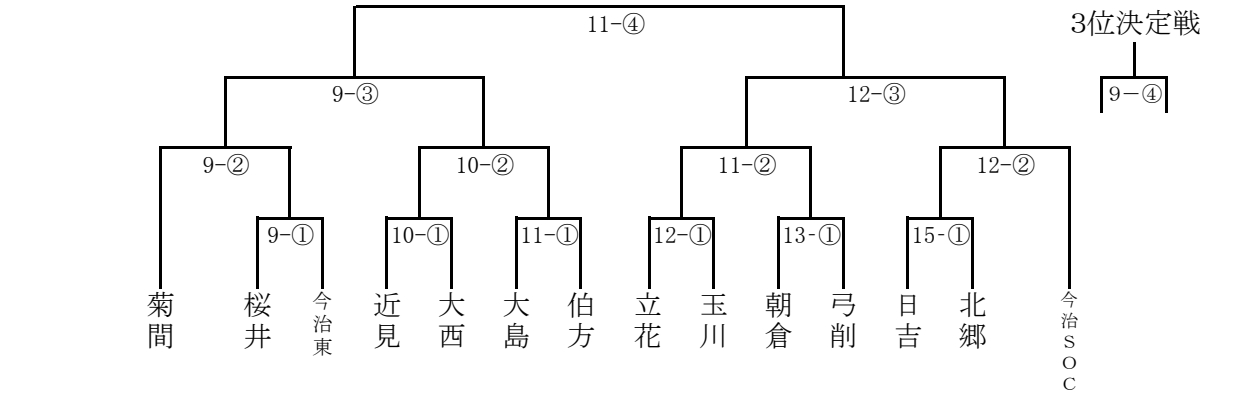 11-④
3位決定戦
9-③
12-③
9－④
9-②
10-②
11-②
12-②
9-①
10-①
11-①
12-①
13-①
15-①
菊間
桜井
今治東
近見
大西
大島
伯方
立花
玉川
朝倉
弓削
日吉
北郷
今治ＳＯＣ